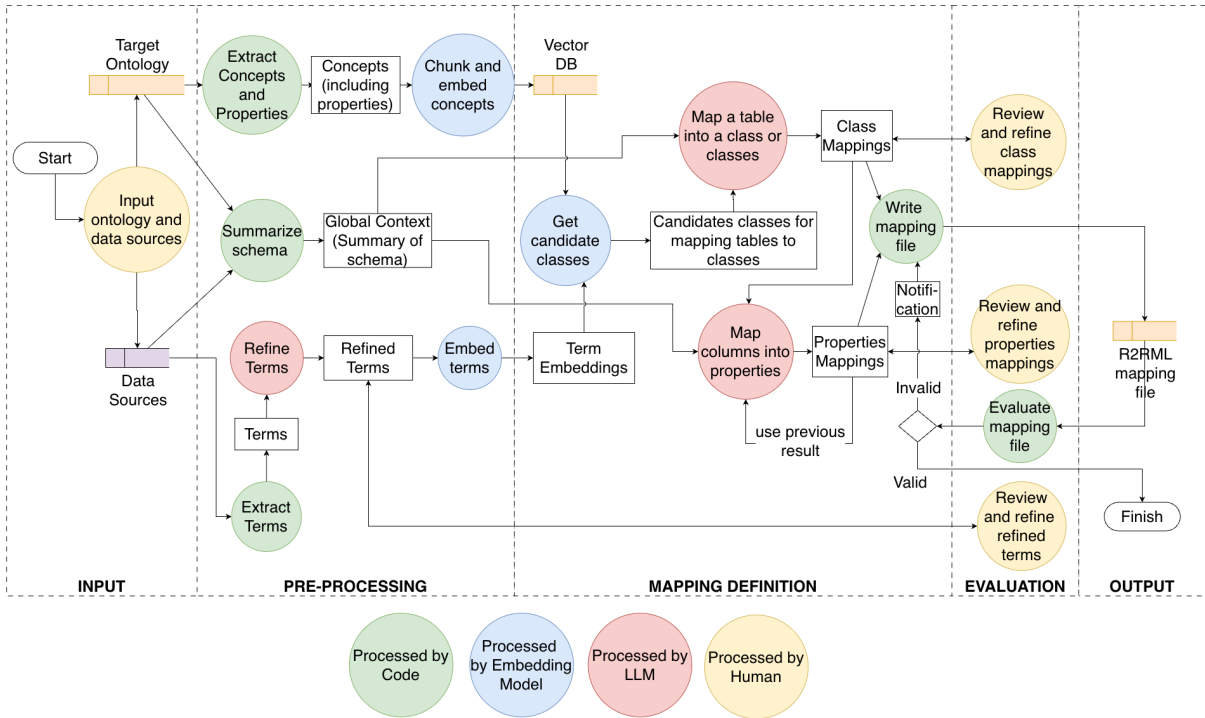 Target
Ontology
Extract
Concepts
and
Properties
Concepts
(including
properties)
Chunk and
embed
concepts
Vector
DB
Map a table
into a class or
classes
Class
Mappings
Review
and refine
class
mappings
Start
Input
ontology and
data sources
Summarize
schema
Global Context
(Summary of
schema)
Get
candidate
classes
Candidates classes for
mapping tables to
classes
Write
mapping
file
Notifi-
cation
Data
Sources
Refine
Terms
Refined
Terms
Embed
terms
Term
Embeddings
Map
columns into
properties
Properties
Mappings
Review and
refine
properties
mappings
R2RML
mapping
file
Invalid
Terms
use previous
result
Evaluate
mapping
file
Valid
Extract
Terms
Review
and refine
refined
terms
Finish
INPUT
PRE-PROCESSING
MAPPING DEFINITION
EVALUATION
OUTPUT
Processed by
Code
Processed
by Embedding
Model
Processed by
LLM
Processed by
Human